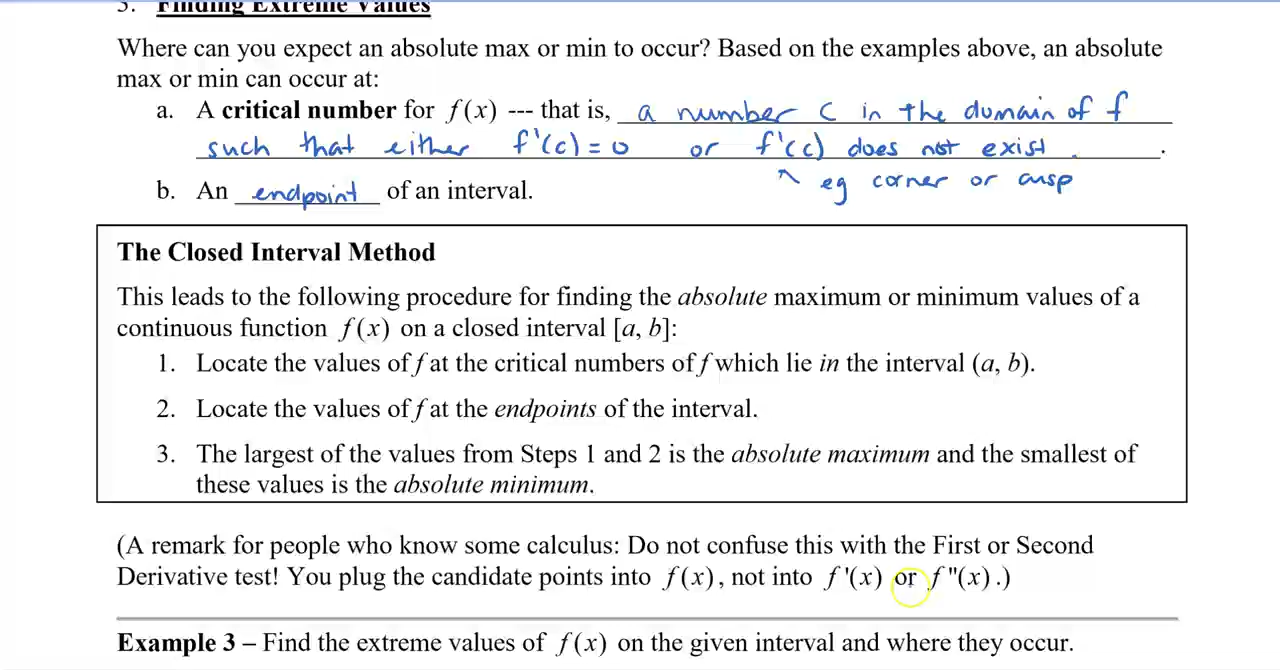 3. Finding Extreme Values
Where can you expect an absolute max or min to occur? Based on the examples above, an absolute
max or min can occur at:
a. A critical number for f(x) --- that is, a number c in the domain of f
such that either f'(c) = 0 or f'(c) does not exist.
b. An endpoint of an interval. ↖ eg corner or cusp
The Closed Interval Method
This leads to the following procedure for finding the absolute maximum or minimum values of a
continuous function f(x) on a closed interval [a, b]:
1. Locate the values of f at the critical numbers of f which lie in the interval (a, b).
2. Locate the values of f at the endpoints of the interval.
3. The largest of the values from Steps 1 and 2 is the absolute maximum and the smallest of
these values is the absolute minimum.
(A remark for people who know some calculus: Do not confuse this with the First or Second
Derivative test! You plug the candidate points into f(x), not into f'(x) or f"(x).)
Example 3 – Find the extreme values of f(x) on the given interval and where they occur.